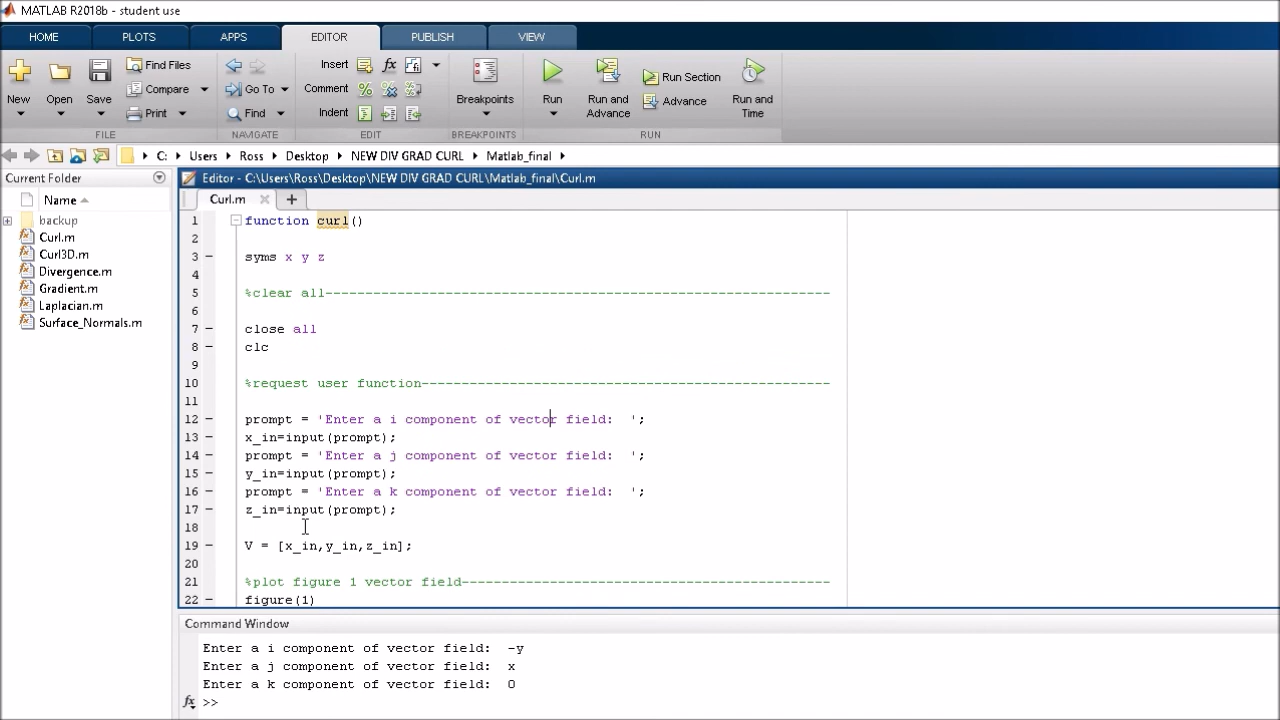 MATLAB R2018b - student use
HOME PLOTS APPS EDITOR PUBLISH VIEW
New Open Save Find Files Compare Print
FILE
Go To Find
NAVIGATE
Insert fx
Comment
Indent
EDIT
Breakpoints
BREAKPOINTS
Run Run and Advance Run Section Advance Run and Time
RUN
C: Users Ross Desktop NEW DIV GRAD CURL Matlab_final
Current Folder
Name
backup
Curl.m
Curl3D.m
Divergence.m
Gradient.m
Laplacian.m
Surface_Normals.m
Editor - C:\Users\Ross\Desktop\NEW DIV GRAD CURL\Matlab_final\Curl.m
Curl.m
1 function curl()
2
3 – syms x y z
4
5 %clear all---------------------------------------------------------------
6
7 – close all
8 – clc
9
10 %request user function---------------------------------------------------
11
12 – prompt = 'Enter a i component of vector field:  ';
13 – x_in=input(prompt);
14 – prompt = 'Enter a j component of vector field:  ';
15 – y_in=input(prompt);
16 – prompt = 'Enter a k component of vector field:  ';
17 – z_in=input(prompt);
18
19 – V = [x_in,y_in,z_in];
20
21 %plot figure 1 vector field----------------------------------------------
22 – figure(1)
Command Window
Enter a i component of vector field:  -y
Enter a j component of vector field:  x
Enter a k component of vector field:  0
fx >>